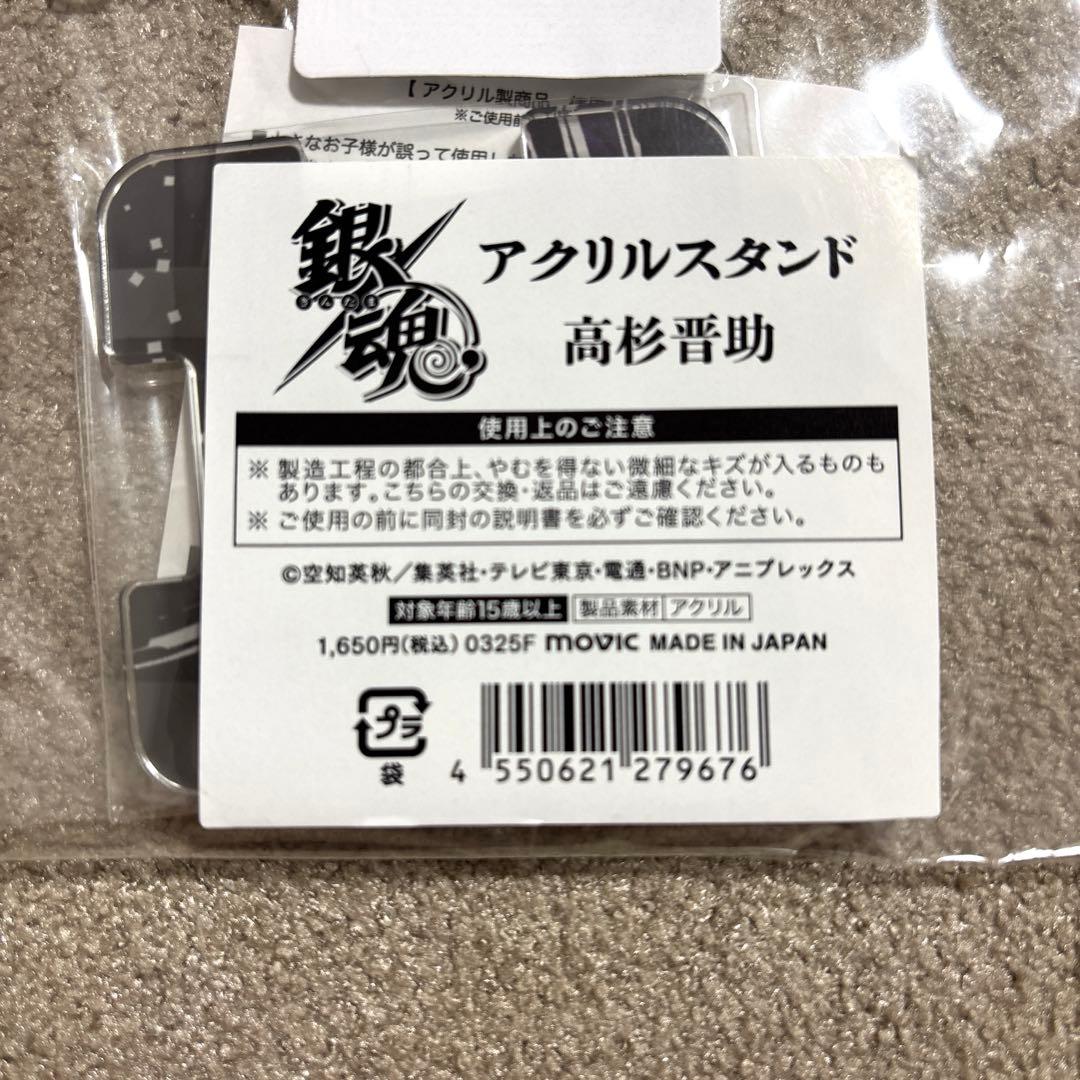 【アクリル製商品
※ご使用前
さなお子様が誤って使用し
銀魂
ぎんたま
アクリルスタンド
高杉晋助
使用上のご注意
※ 製造工程の都合上、やむを得ない微細なキズが入るものも
あります。こちらの交換・返品はご遠慮ください。
※ ご使用の前に同封の説明書を必ずご確認ください。
©空知英秋／集英社・テレビ東京・電通・BNP・アニプレックス
対象年齢15歳以上 製品素材 アクリル
1,650円(税込) 0325F movic MADE IN JAPAN
プラ
袋
4 550621 279676